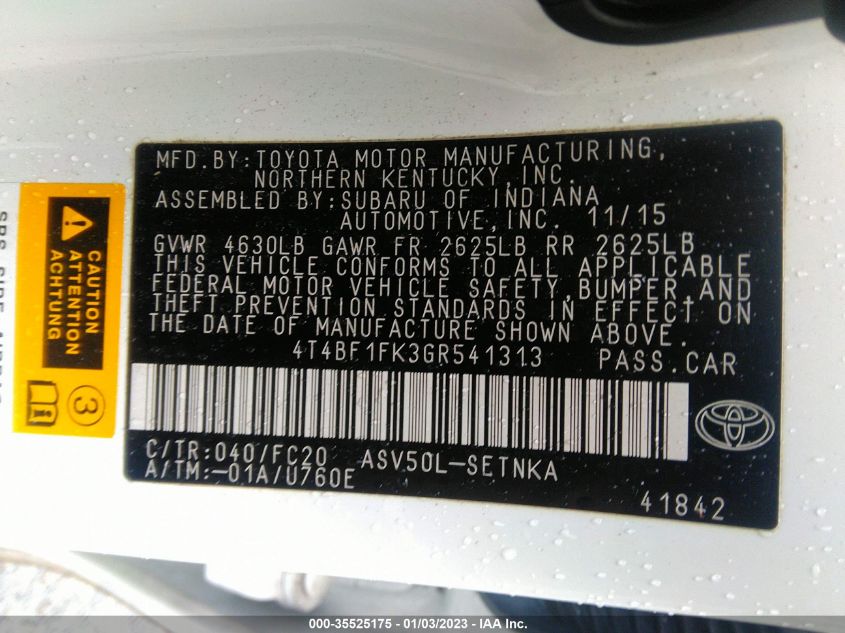 MFD.BY:TOYOTA MOTOR MANUFACTURING,
NORTHERN KENTUCKY,INC.
ASSEMBLED BY:SUBARU OF INDIANA
AUTOMOTIVE,INC. 11/15
GVWR 4630LB GAWR FR 2625LB RR 2625LB
THIS VEHICLE CONFORMS TO ALL APPLICABLE
FEDERAL MOTOR VEHICLE SAFETY,BUMPER,AND
THEFT PREVENTION STANDARDS IN EFFECT ON
THE DATE OF MANUFACTURE SHOWN ABOVE.
4T4BF1FK3GR541313 PASS.CAR
C/TR:040/FC20 ASV50L-SETNKA
A/TM:-01A/U760E
41842
CAUTION
ATTENTION
ACHTUNG
3
000-35525175 - 01/03/2023 - IAA Inc.